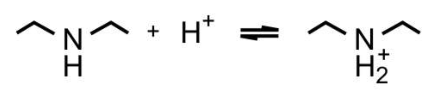 N + H⁺ ⇌ N
H H₂⁺